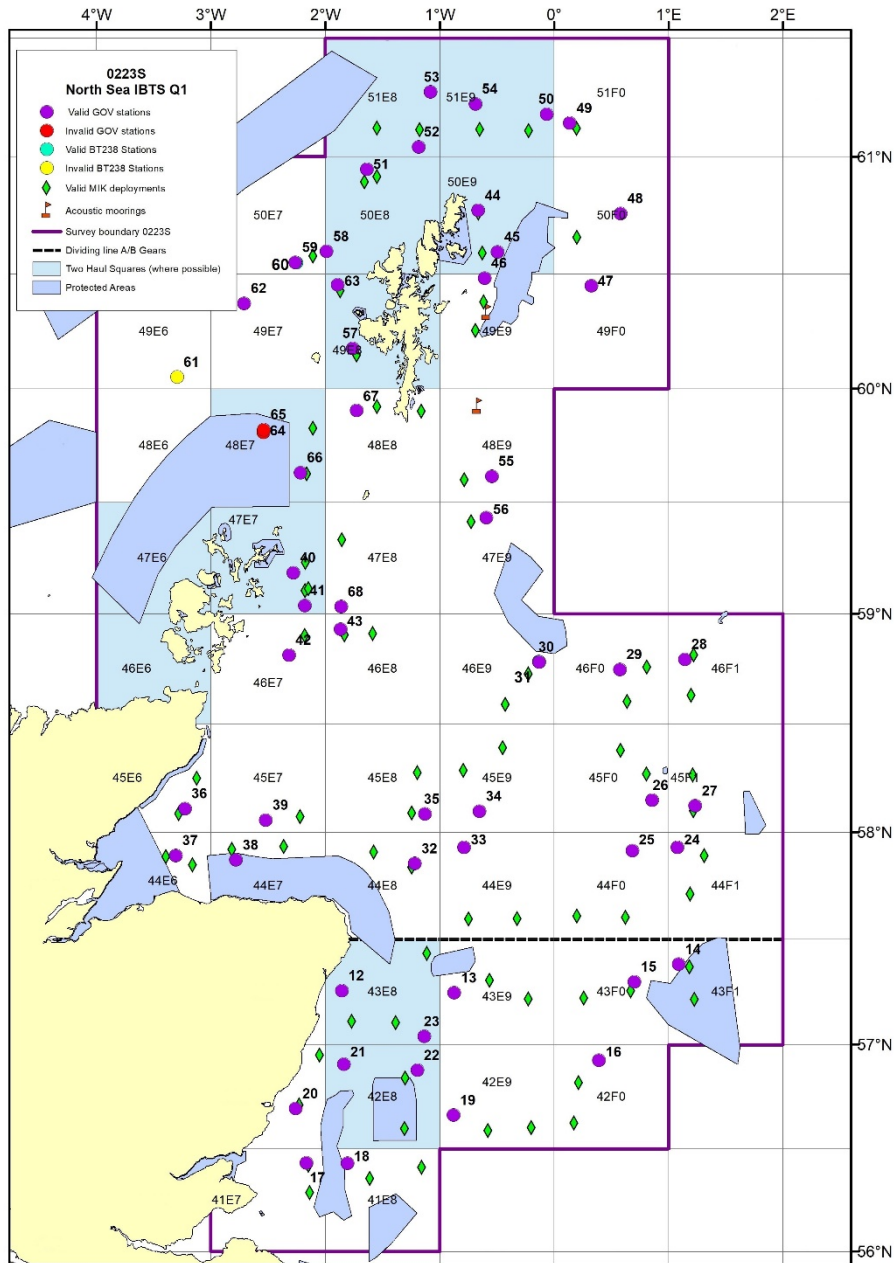 4°W 3°W 2°W 1°W 0° 1°E 2°E
0223S
North Sea IBTS Q1
Valid GOV stations
Invalid GOV stations
Valid BT238 Stations
Invalid BT238 Stations
Valid MIK deployments
Acoustic moorings
Survey boundary 0223S
Dividing line A/B Gears
Two Haul Squares (where possible)
Protected Areas
53 54 50 49
51E8 51E9 51F0
52
61°N
51
50E9
44 48
50E7 50E8 50F0
58 45
59
60 46
63 47
62
49E6 49E7 57 49E9 49F0
49E8
61
60°N
67
65
64
48E6 48E7 48E8 48E9
66 55
56
47E7
47E6 40 47E8 47E9
41 68
59°N
43
42 30 29 28
46E6 46E7 46E8 46E9 31 46F0 46F1
45E6 45E7 45E8 45E9 45F0 45F1
36 39 35 34 26 27
58°N
37 38 32 33 25 24
44E6 44E7 44E8 44E9 44F0 44F1
12 13 15 14
43E8 43E9 43F0 43F1
23
57°N
21 22 16
42E8 42E9 42F0
20 19
17 18
41E7 41E8
56°N